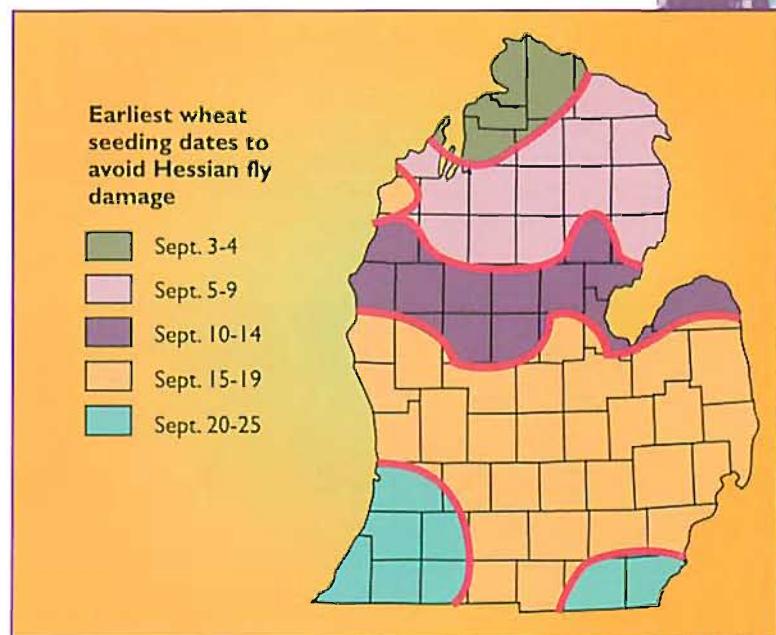 Earliest wheat
seeding dates to
avoid Hessian fly
damage
Sept. 3-4
Sept. 5-9
Sept. 10-14
Sept. 15-19
Sept. 20-25